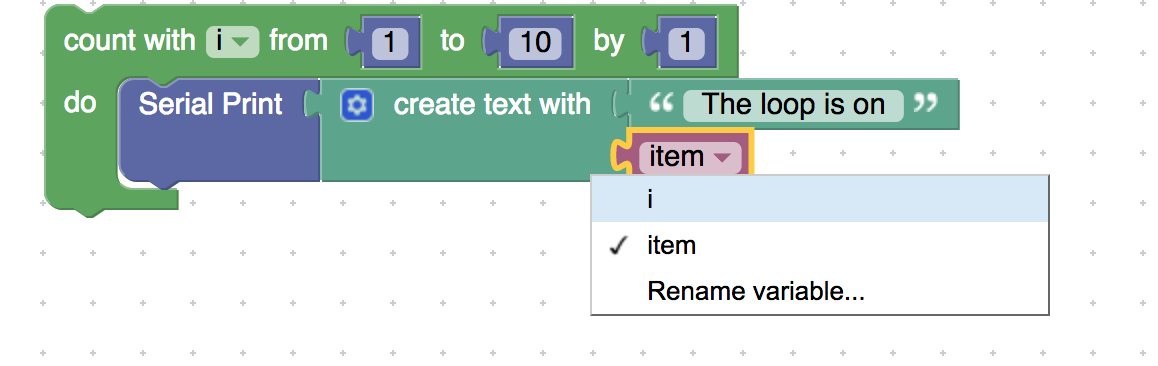 count with i from 1 to 10 by 1
do Serial Print create text with “ The loop is on ”
item
i
✓ item
Rename variable...